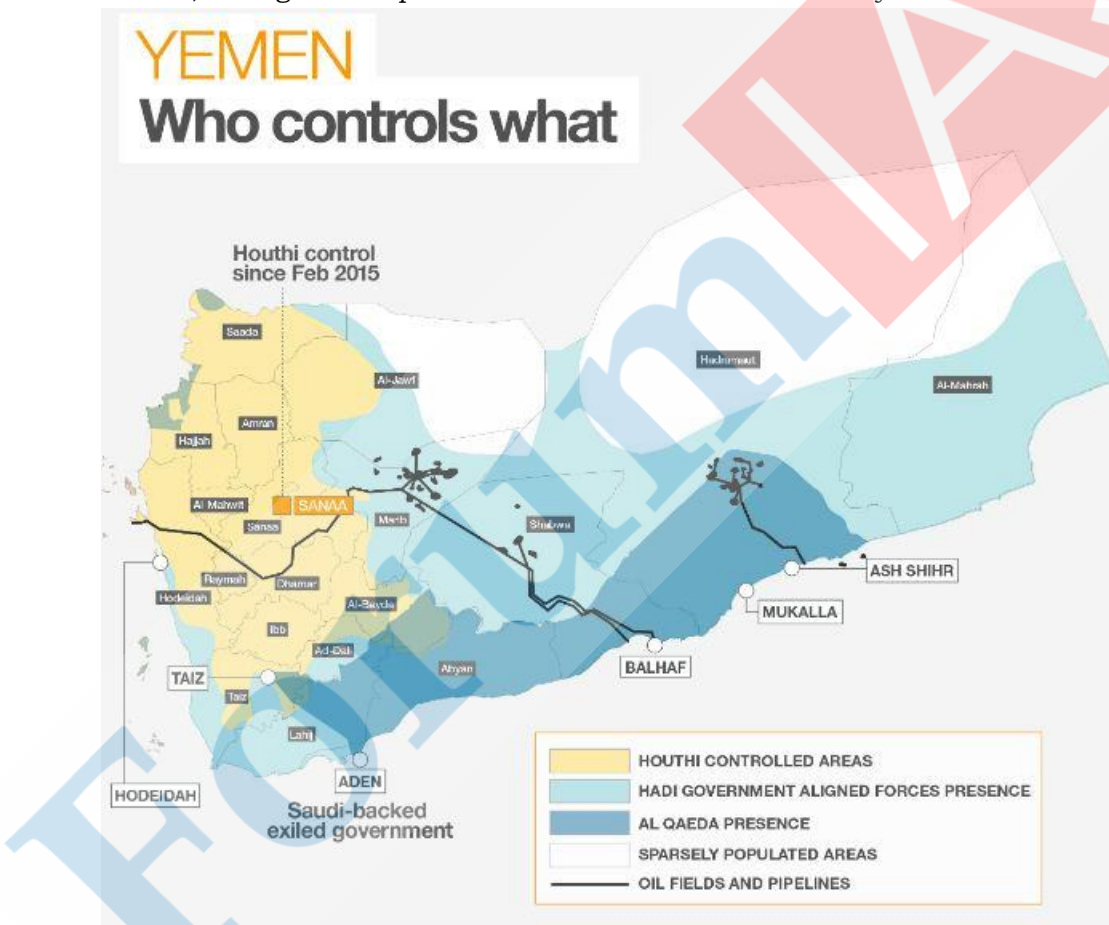 YEMEN
Who controls what
Houthi control
since Feb 2015
Saada
Al-Jawf
Hadramaut
Al-Mahrah
Amran
Hajjah
Al Mahwit
SANAA
Sanaa
Marib
Shabwa
Raymah
Dhamar
Hodeidah
Al-Bayda
Ibb
Ad-Dali
Abyan
TAIZ
Taiz
Lahij
ASH SHIHR
MUKALLA
BALHAF
ADEN
HODEIDAH
Saudi-backed
exiled government
HOUTHI CONTROLLED AREAS
HADI GOVERNMENT ALIGNED FORCES PRESENCE
AL QAEDA PRESENCE
SPARSELY POPULATED AREAS
OIL FIELDS AND PIPELINES
ForumIA